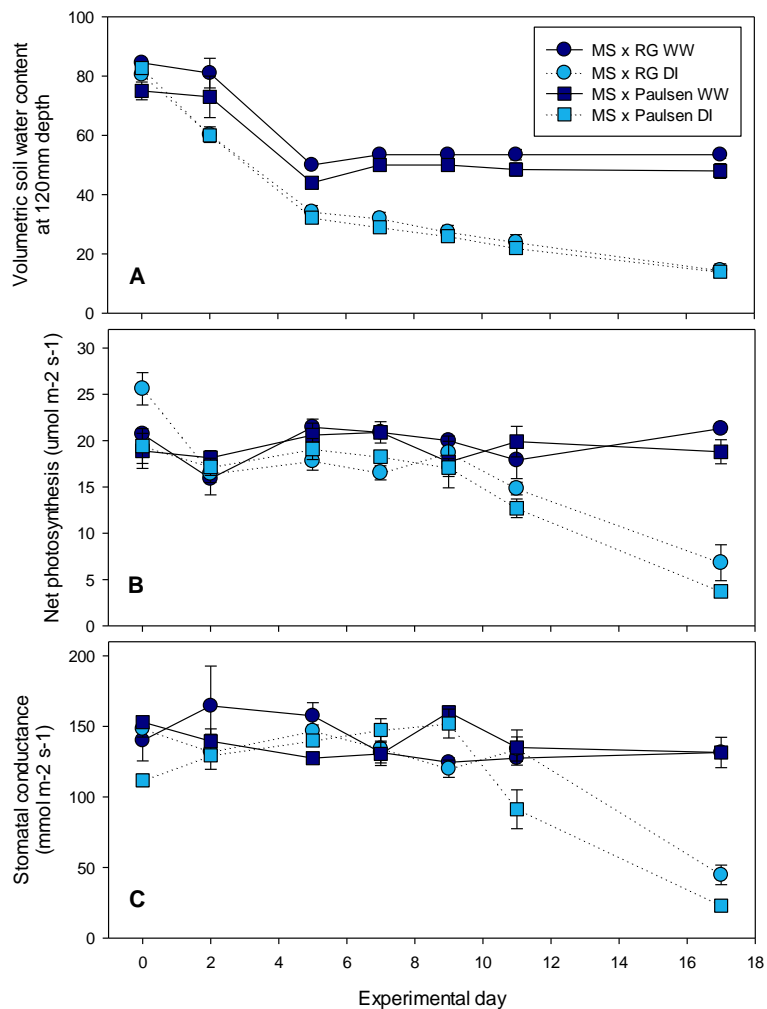 100
80
60
40
20
0
Volumetric soil water content
at 120mm depth
MS x RG WW
MS x RG DI
MS x Paulsen WW
MS x Paulsen DI
A
30
25
20
15
10
5
0
Net photosynthesis (umol m-2 s-1)
B
200
150
100
50
0
Stomatal conductance
(mmol m-2 s-1)
C
0 2 4 6 8 10 12 14 16 18
Experimental day